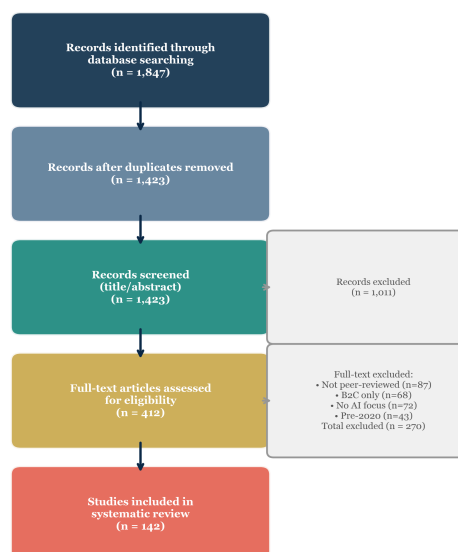 Records identified through
database searching
(n = 1,847)
Records after duplicates removed
(n = 1,423)
Records screened
(title/abstract)
(n = 1,423)
Records excluded
(n = 1,011)
Full-text articles assessed
for eligibility
(n = 412)
Full-text excluded:
• Not peer-reviewed (n=87)
• B2C only (n=68)
• No AI focus (n=72)
• Pre-2020 (n=43)
Total excluded (n = 270)
Studies included in
systematic review
(n = 142)